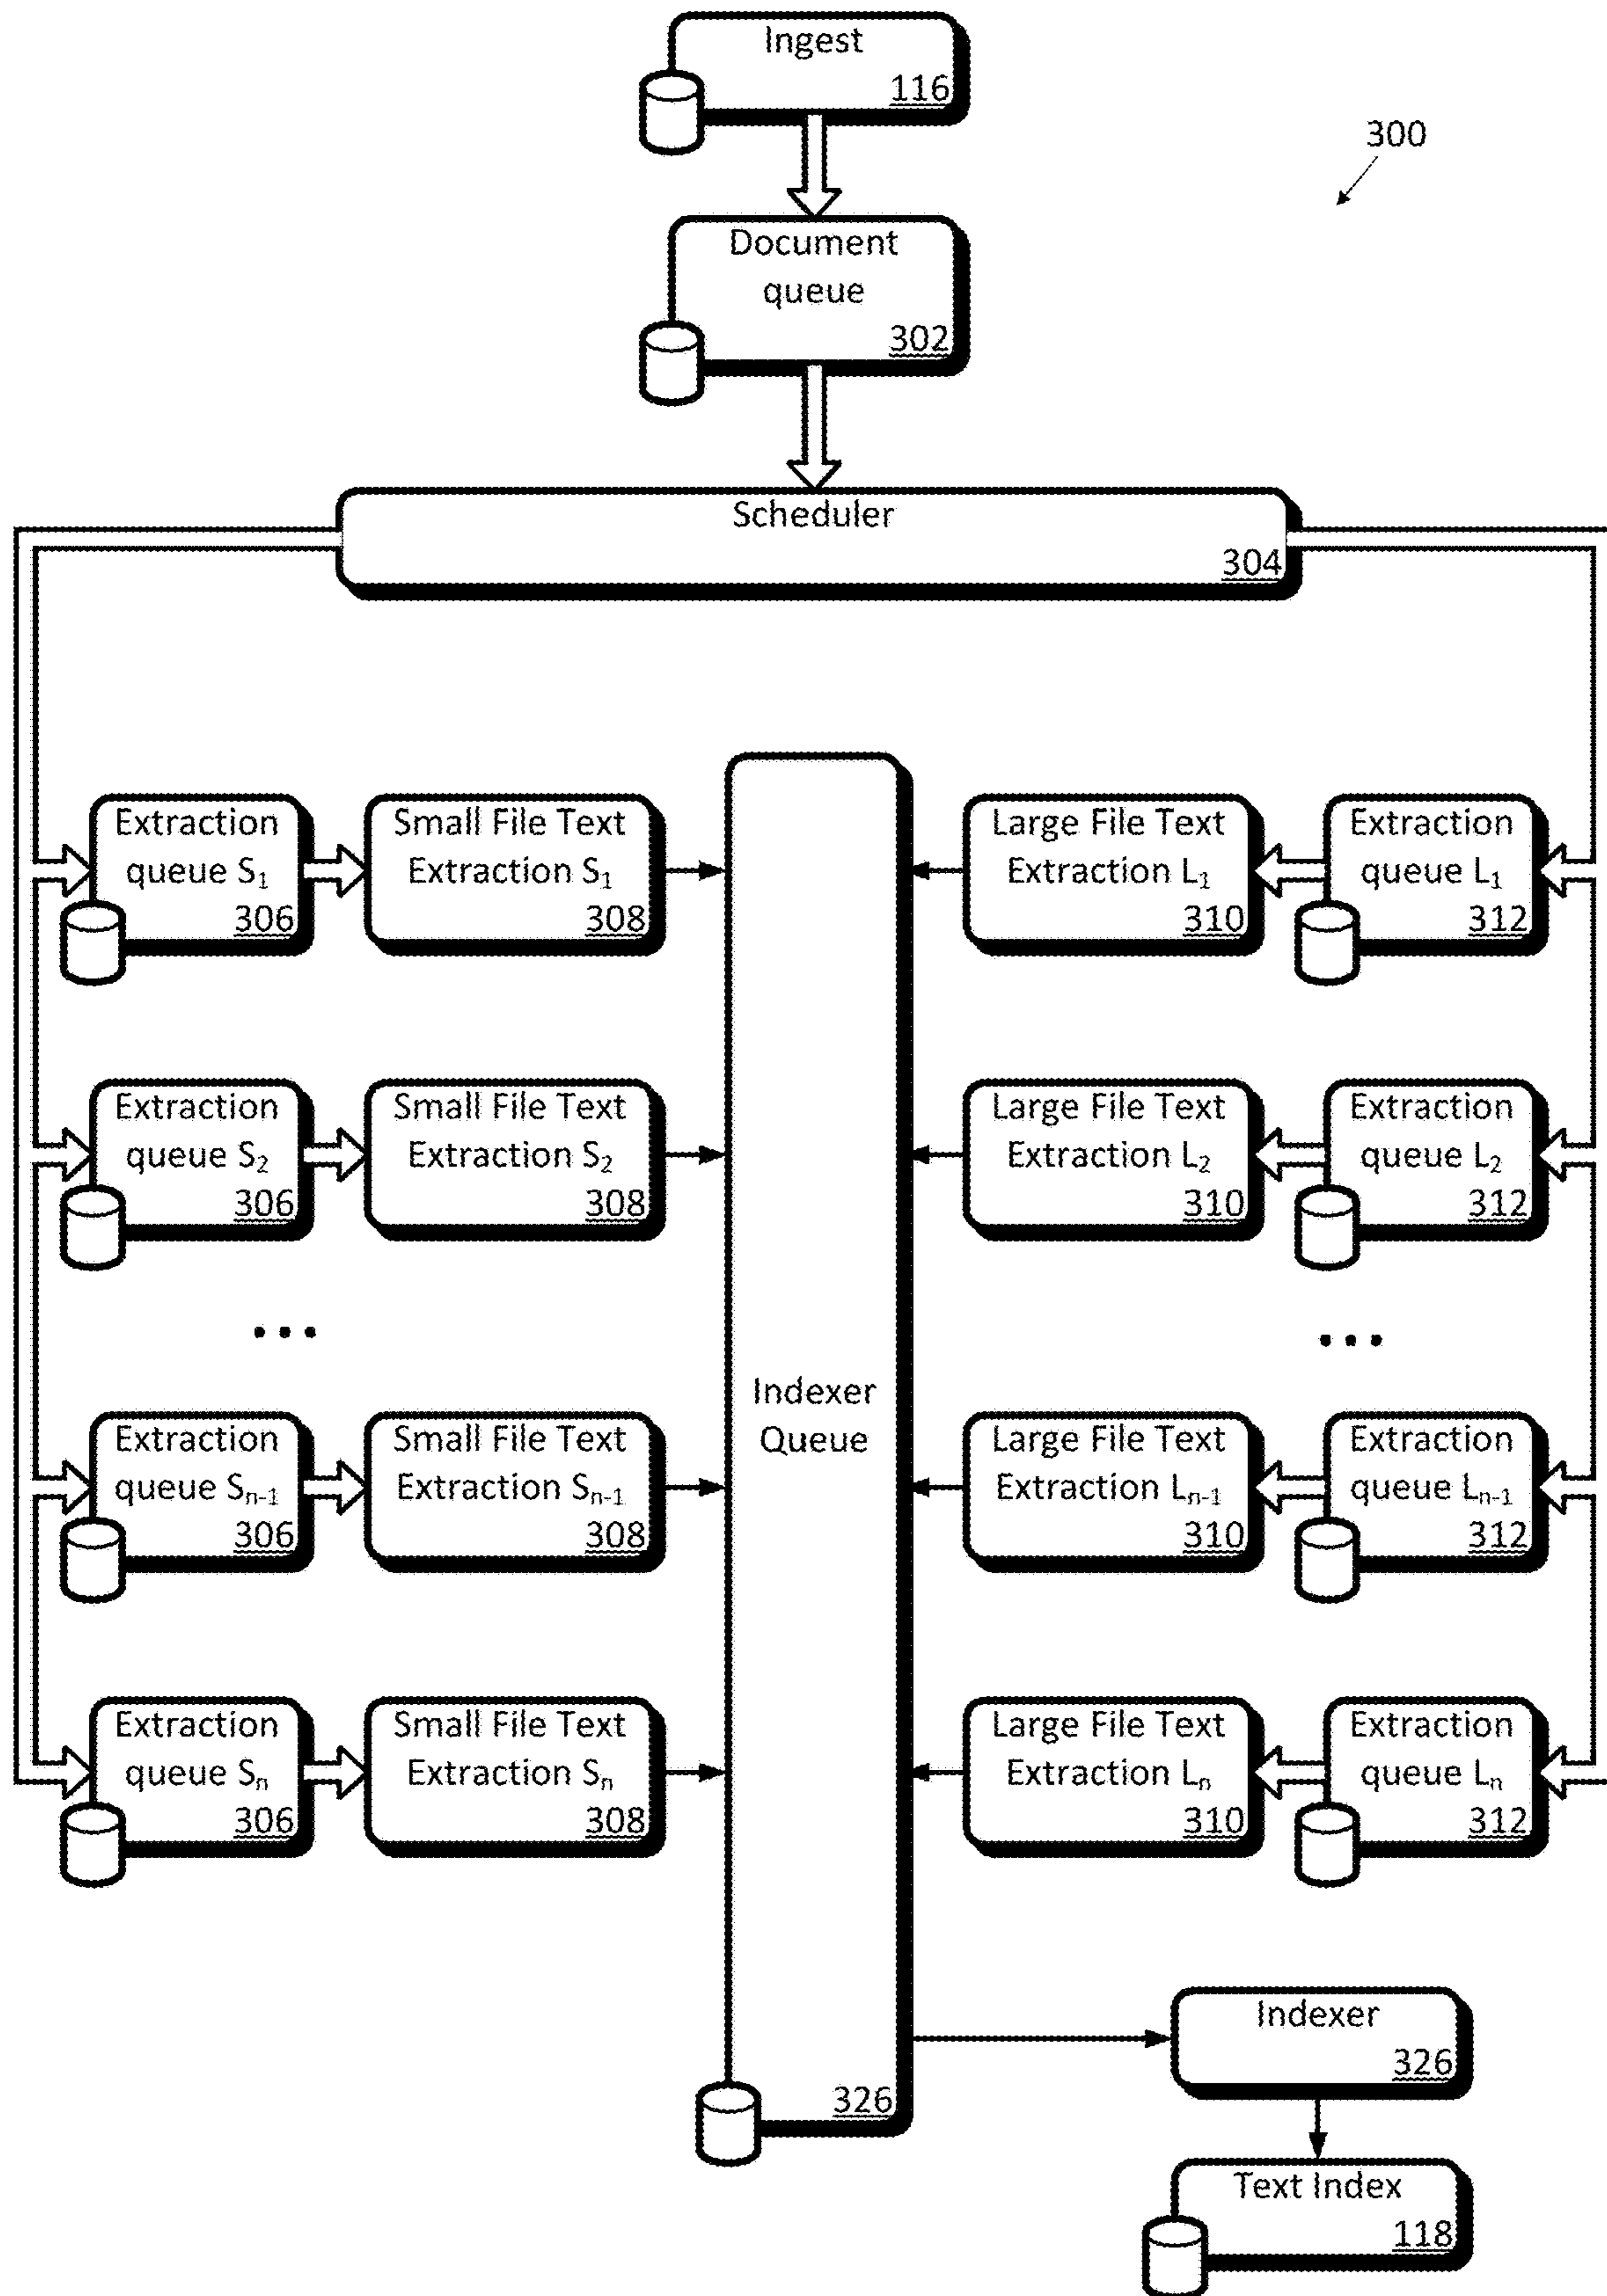 Ingest
116
300
Document
queue
302
Scheduler
304
Extraction
queue S₁
306
Small File Text
Extraction S₁
308
Large File Text
Extraction L₁
310
Extraction
queue L₁
312
Extraction
queue S₂
306
Small File Text
Extraction S₂
308
Large File Text
Extraction L₂
310
Extraction
queue L₂
312
...
...
Indexer
Queue
326
Extraction
queue Sₙ₋₁
306
Small File Text
Extraction Sₙ₋₁
308
Large File Text
Extraction Lₙ₋₁
310
Extraction
queue Lₙ₋₁
312
Extraction
queue Sₙ
306
Small File Text
Extraction Sₙ
308
Large File Text
Extraction Lₙ
310
Extraction
queue Lₙ
312
Indexer
326
Text Index
118